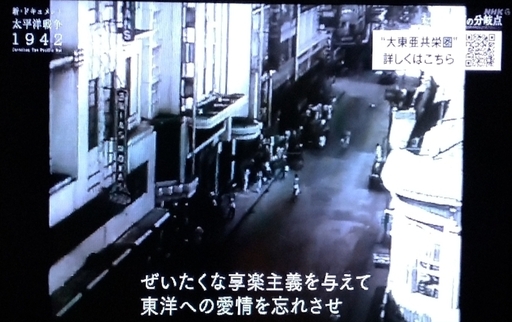 新・ドキュメント
太平洋戦争
1942
NHK G
の分岐点
“大東亜共栄圏”
詳しくはこちら
ぜいたくな享楽主義を与えて
東洋への愛情を忘れさせ